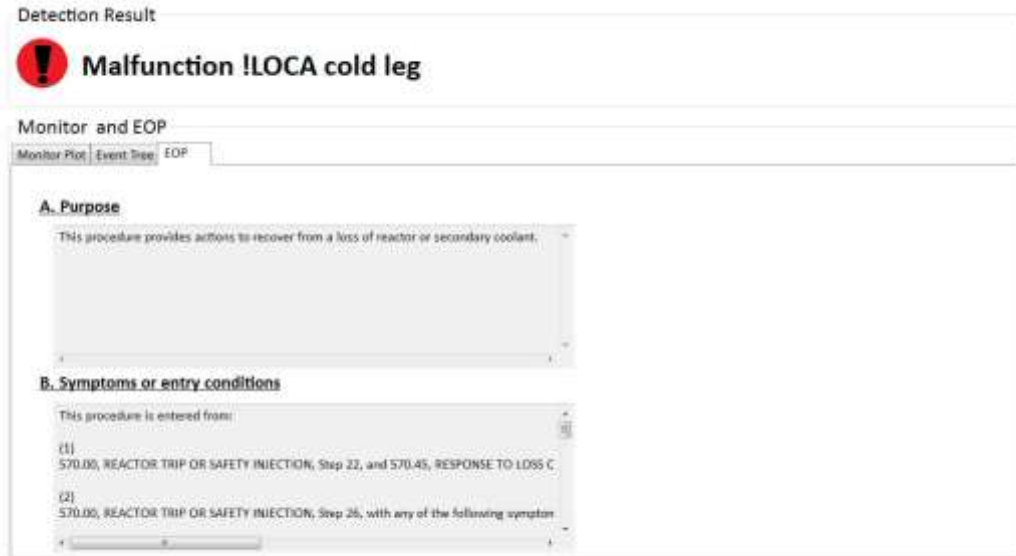 Detection Result
Malfunction !LOCA cold leg
Monitor and EOP
Monitor Plot Event Tree EOP
A. Purpose
This procedure provides actions to recover from a loss of reactor or secondary coolant.
B. Symptoms or entry conditions
This procedure is entered from:
(1)
570.00, REACTOR TRIP OR SAFETY INJECTION, Step 22, and 570.45, RESPONSE TO LOSS C
(2)
570.00, REACTOR TRIP OR SAFETY INJECTION, Step 26, with any of the following sympton